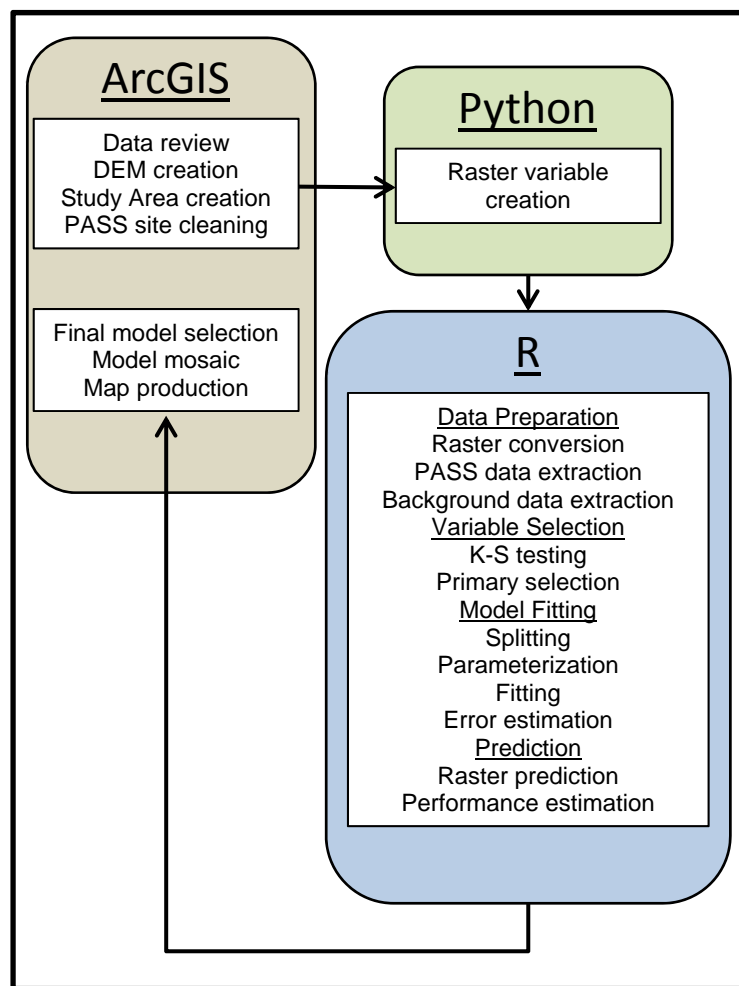 ArcGIS
Data review
DEM creation
Study Area creation
PASS site cleaning
Final model selection
Model mosaic
Map production
Python
Raster variable
creation
R
Data Preparation
Raster conversion
PASS data extraction
Background data extraction
Variable Selection
K-S testing
Primary selection
Model Fitting
Splitting
Parameterization
Fitting
Error estimation
Prediction
Raster prediction
Performance estimation